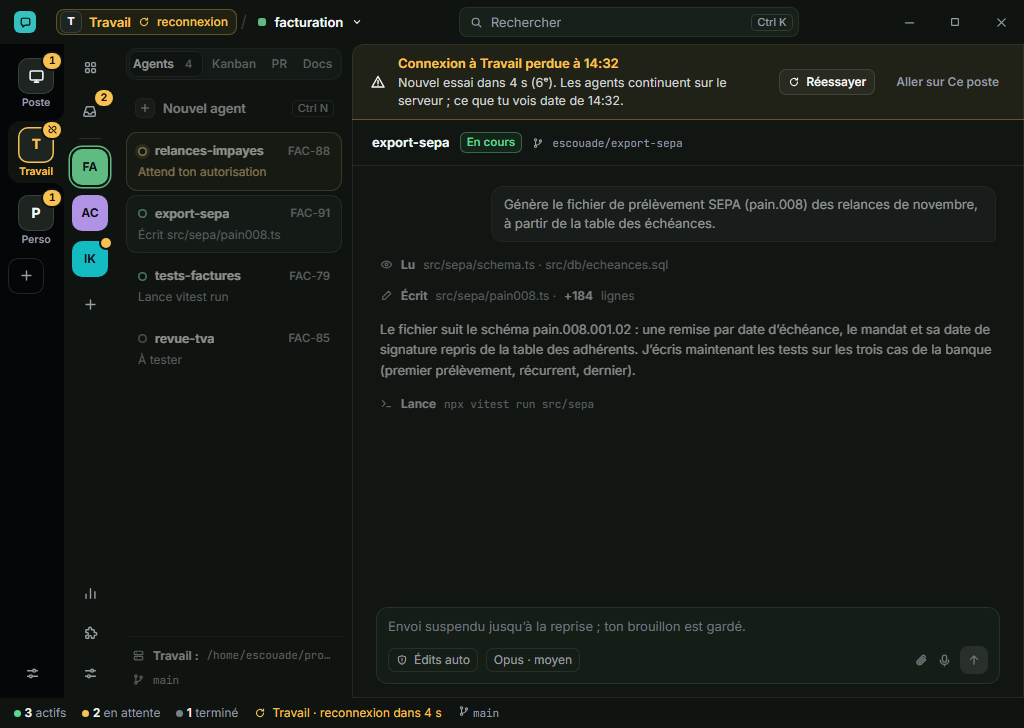 T Travail reconnexion / facturation
Rechercher Ctrl K
1
Poste
T
Travail
1
P
Perso
2
FA
AC
IK
Agents 4 Kanban PR Docs
Nouvel agent Ctrl N
relances-impayes FAC-88
Attend ton autorisation
export-sepa FAC-91
Écrit src/sepa/pain008.ts
tests-factures FAC-79
Lance vitest run
revue-tva FAC-85
À tester
Travail : /home/escouade/pro…
main
Connexion à Travail perdue à 14:32
Nouvel essai dans 4 s (6ᵉ). Les agents continuent sur le
serveur ; ce que tu vois date de 14:32.
Réessayer
Aller sur Ce poste
export-sepa En cours escouade/export-sepa
Génère le fichier de prélèvement SEPA (pain.008) des relances de novembre,
à partir de la table des échéances.
Lu src/sepa/schema.ts · src/db/echeances.sql
Écrit src/sepa/pain008.ts · +184 lignes
Le fichier suit le schéma pain.008.001.02 : une remise par date d’échéance, le mandat et sa date de
signature repris de la table des adhérents. J’écris maintenant les tests sur les trois cas de la banque
(premier prélèvement, récurrent, dernier).
Lance npx vitest run src/sepa
Envoi suspendu jusqu’à la reprise ; ton brouillon est gardé.
Édits auto Opus · moyen
3 actifs 2 en attente 1 terminé Travail · reconnexion dans 4 s main